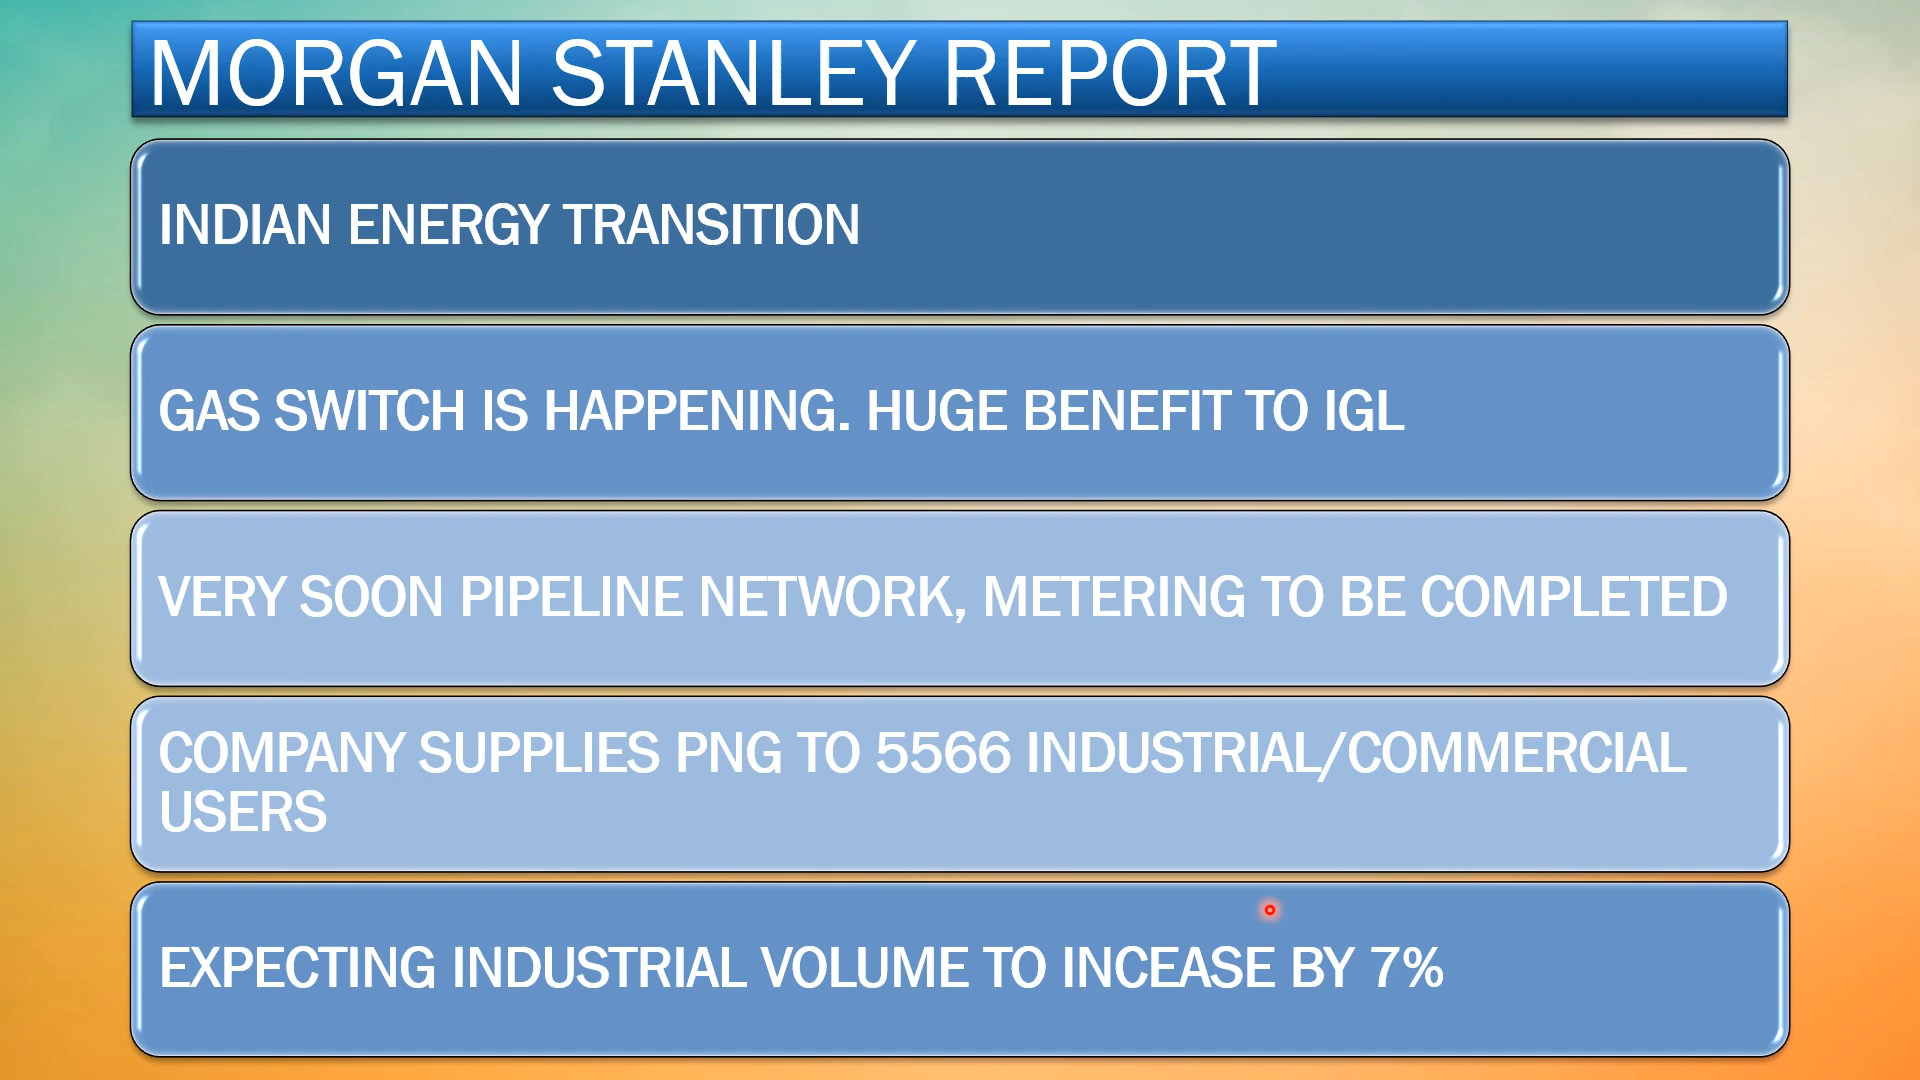 MORGAN STANLEY REPORT
INDIAN ENERGY TRANSITION
GAS SWITCH IS HAPPENING. HUGE BENEFIT TO IGL
VERY SOON PIPELINE NETWORK, METERING TO BE COMPLETED
COMPANY SUPPLIES PNG TO 5566 INDUSTRIAL/COMMERCIAL
USERS
EXPECTING INDUSTRIAL VOLUME TO INCEASE BY 7%